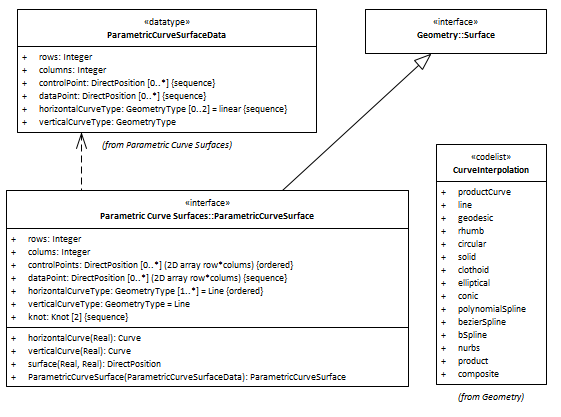 «datatype»
ParametricCurveSurfaceData
+ rows: Integer
+ columns: Integer
+ controlPoint: DirectPosition [0..*] {sequence}
+ dataPoint: DirectPosition [0..*] {sequence}
+ horizontalCurveType: GeometryType [0..2] = linear {sequence}
+ verticalCurveType: GeometryType
(from Parametric Curve Surfaces)
«interface»
Geometry::Surface
«interface»
Parametric Curve Surfaces::ParametricCurveSurface
+ rows: Integer
+ colums: Integer
+ controlPoints: DirectPosition [0..*] (2D array row*colums) {ordered}
+ dataPoint: DirectPosition [0..*] (2D array row*colums) {sequence}
+ horizontalCurveType: GeometryType [1..*] = Line {ordered}
+ verticalCurveType: GeometryType = Line
+ knot: Knot [2] {sequence}
+ horizontalCurve(Real): Curve
+ verticalCurve(Real): Curve
+ surface(Real, Real): DirectPosition
+ ParametricCurveSurface(ParametricCurveSurfaceData): ParametricCurveSurface
«codelist»
CurveInterpolation
+ productCurve
+ line
+ geodesic
+ rhumb
+ circular
+ solid
+ clothoid
+ elliptical
+ conic
+ polynomialSpline
+ bezierSpline
+ bSpline
+ nurbs
+ product
+ composite
(from Geometry)